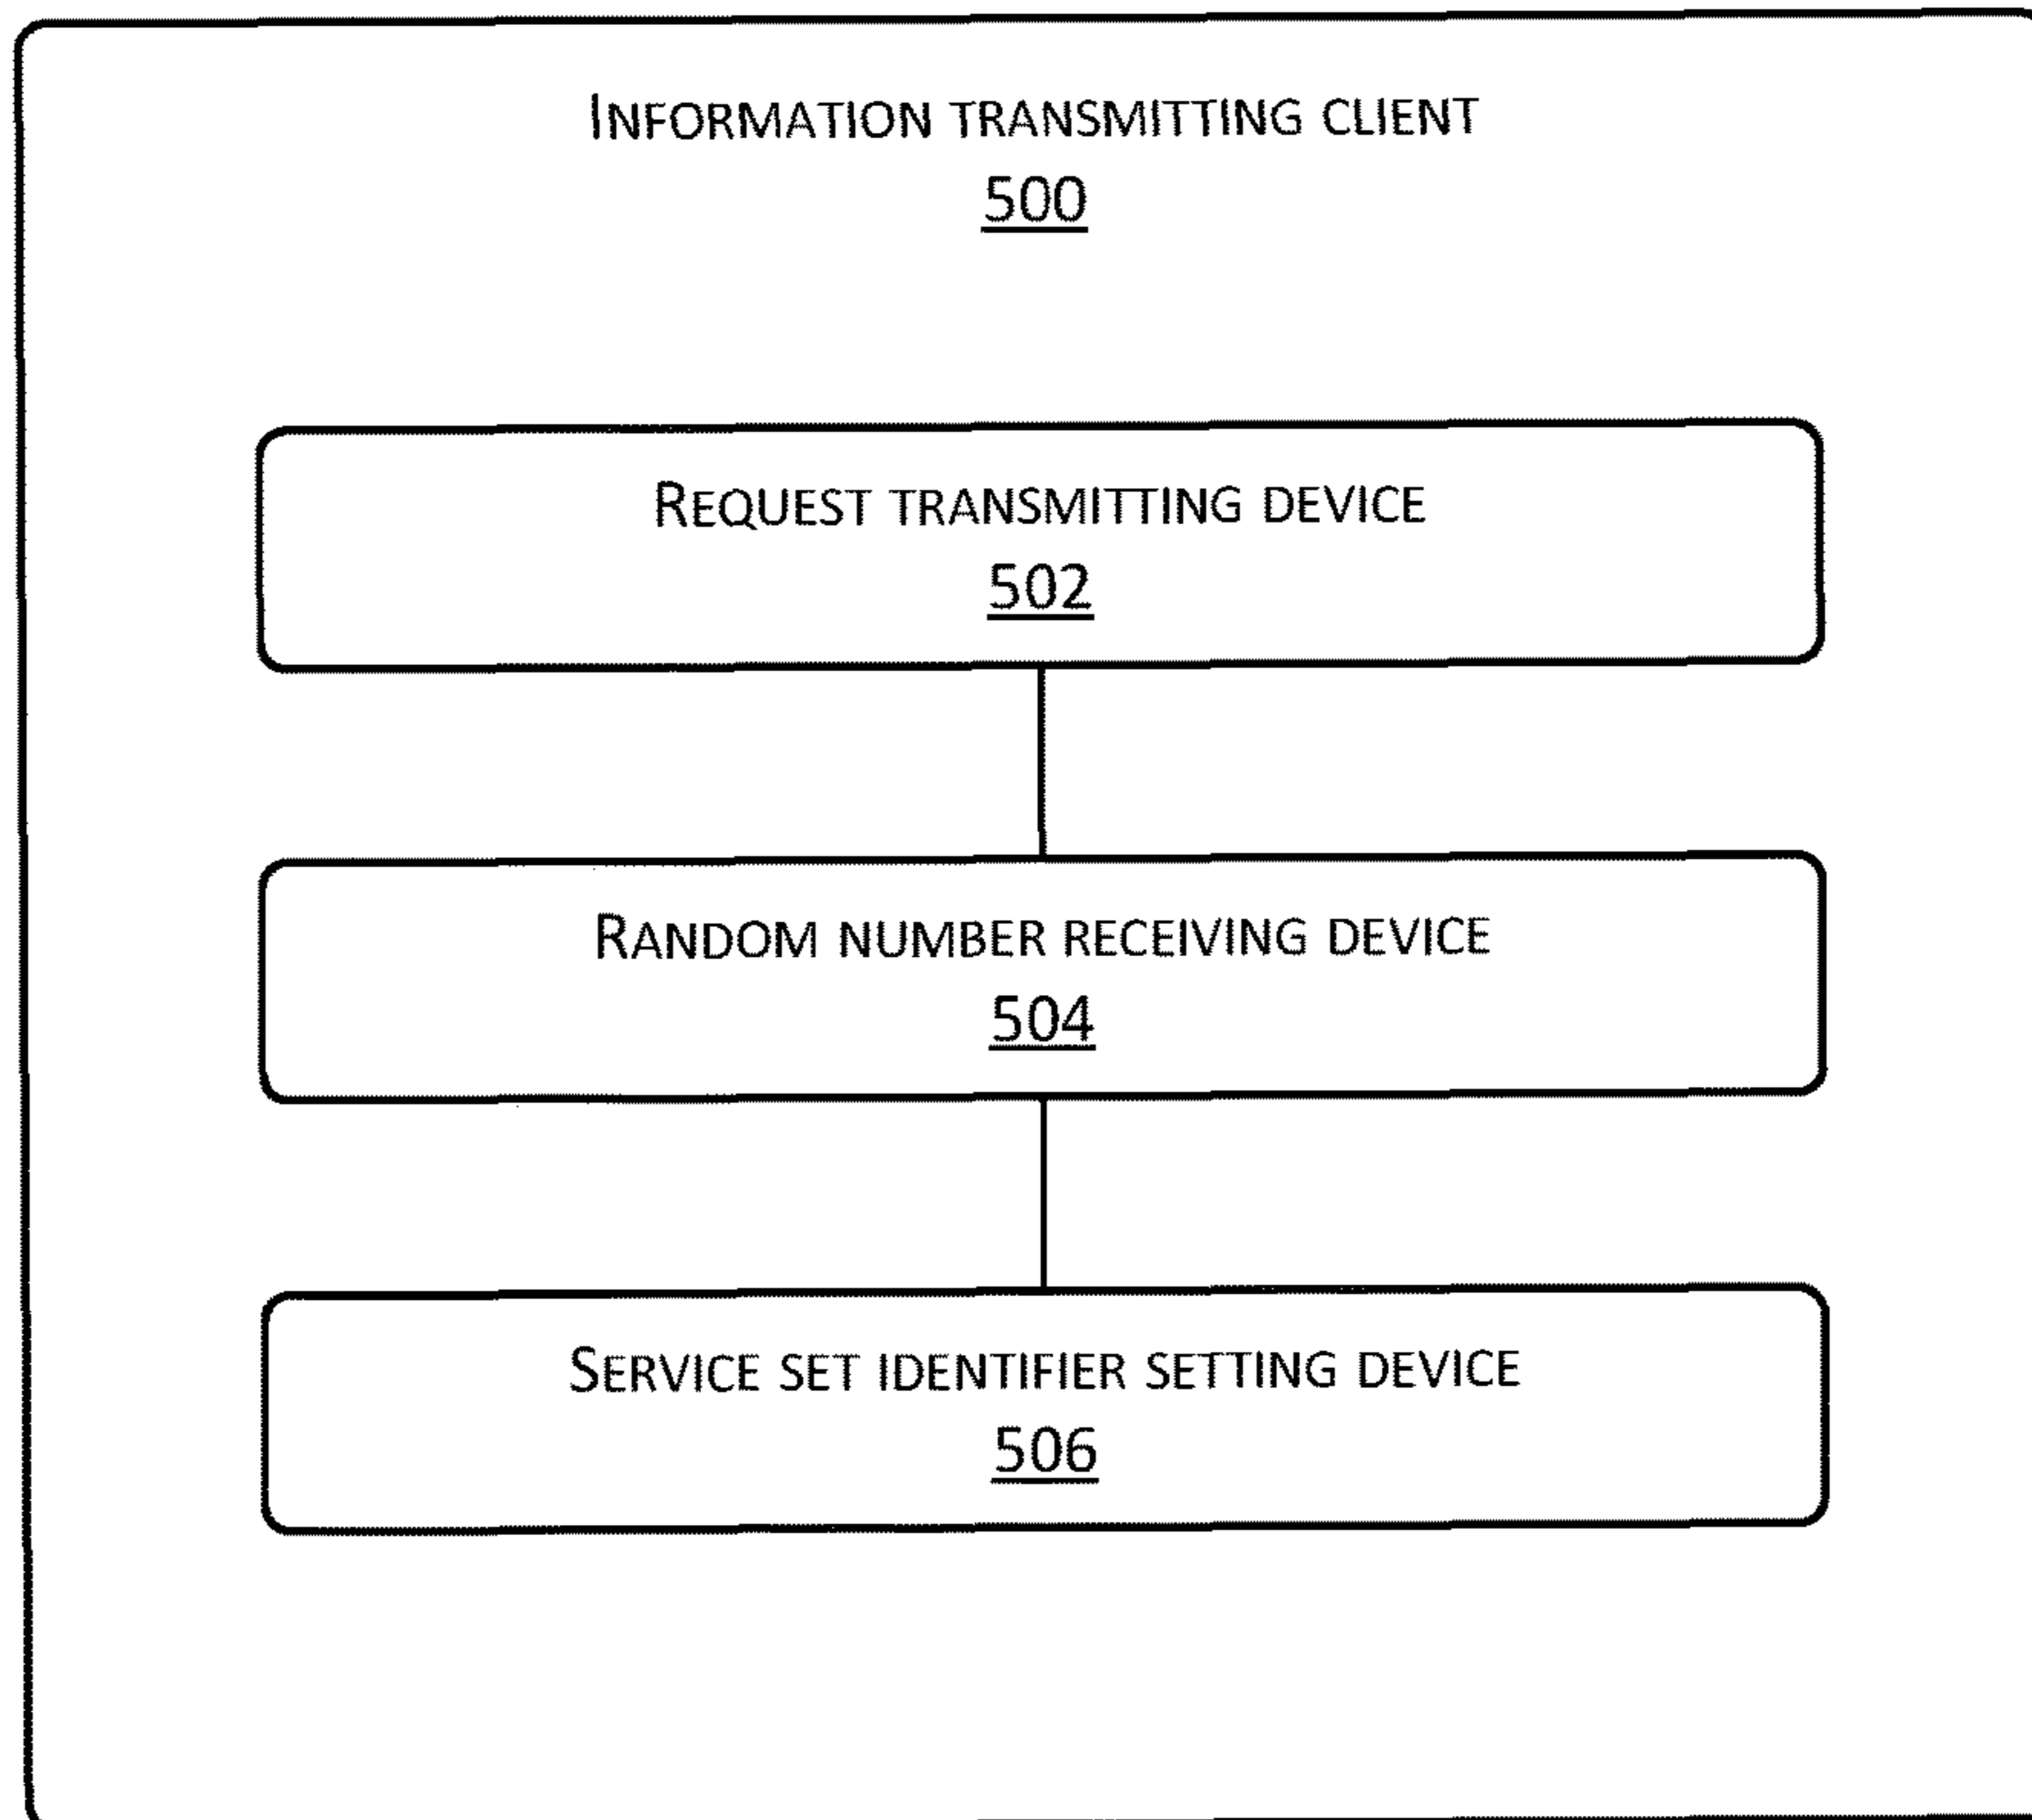 INFORMATION TRANSMITTING CLIENT
500
REQUEST TRANSMITTING DEVICE
502
RANDOM NUMBER RECEIVING DEVICE
504
SERVICE SET IDENTIFIER SETTING DEVICE
506